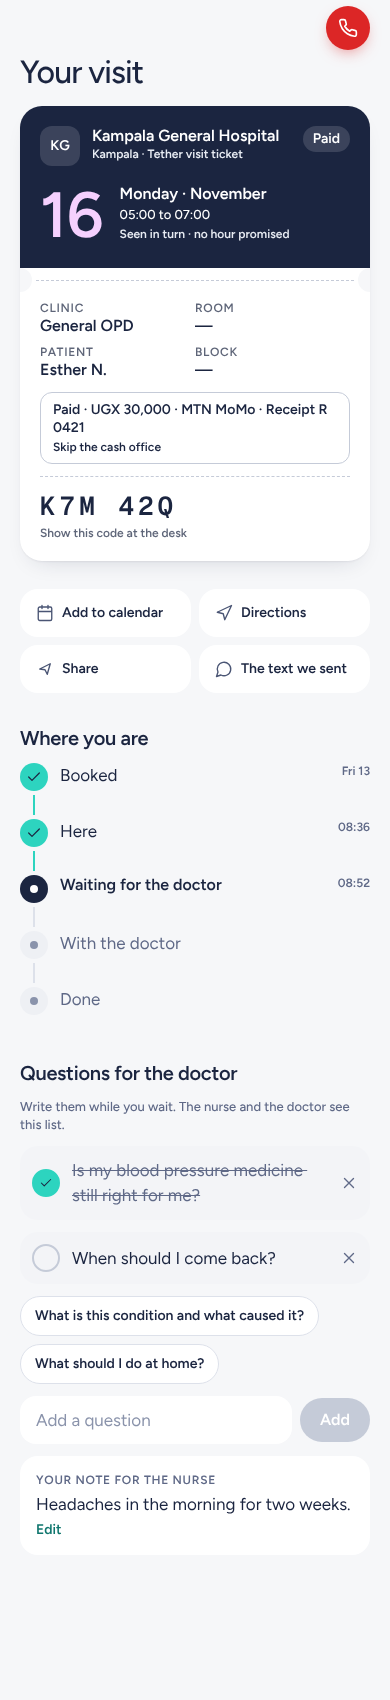 Your visit
KG
Kampala General Hospital
Kampala · Tether visit ticket
Paid
16
Monday · November
05:00 to 07:00
Seen in turn · no hour promised
CLINIC
General OPD
ROOM
—
PATIENT
Esther N.
BLOCK
—
Paid · UGX 30,000 · MTN MoMo · Receipt R
0421
Skip the cash office
K7M 42Q
Show this code at the desk
Add to calendar
Directions
Share
The text we sent
Where you are
Booked
Fri 13
Here
08:36
Waiting for the doctor
08:52
With the doctor
Done
Questions for the doctor
Write them while you wait. The nurse and the doctor see
this list.
Is my blood pressure medicine
still right for me?
When should I come back?
What is this condition and what caused it?
What should I do at home?
Add a question
Add
YOUR NOTE FOR THE NURSE
Headaches in the morning for two weeks.
Edit